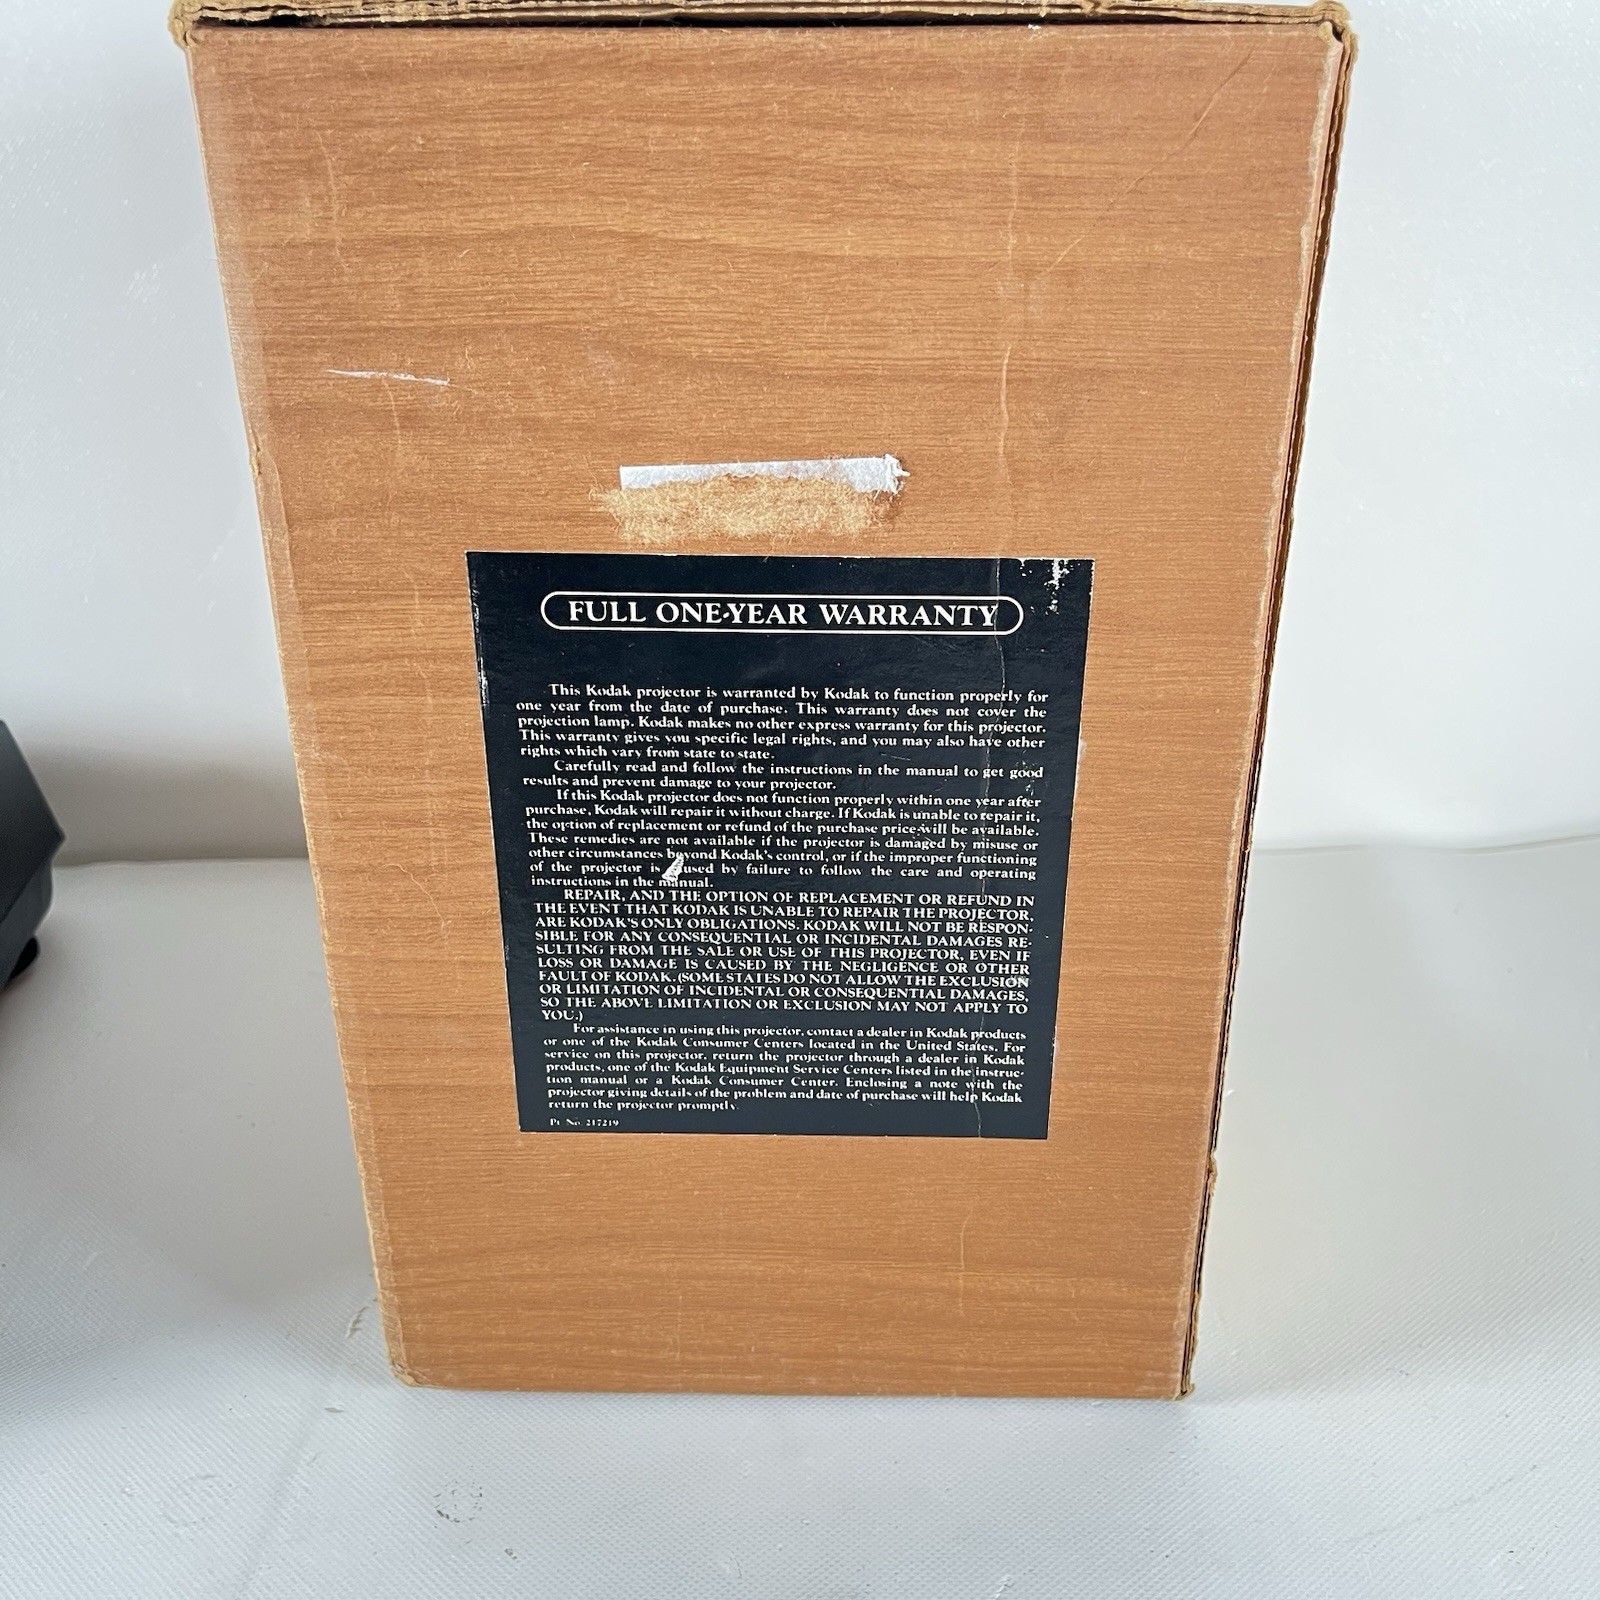 FULL ONE-YEAR WARRANTY
This Kodak projector is warranted by Kodak to function properly for
one year from the date of purchase. This warranty does not cover the
projection lamp. Kodak makes no other express warranty for this projector.
This warranty gives you specific legal rights, and you may also have other
rights which vary from state to state.
Carefully read and follow the instructions in the manual to get good
results and prevent damage to your projector.
If this Kodak projector does not function properly within one year after
purchase, Kodak will repair it without charge. If Kodak is unable to repair it,
the option of replacement or refund of the purchase price will be available.
These remedies are not available if the projector is damaged by misuse or
other circumstances beyond Kodak's control, or if the improper functioning
of the projector is caused by failure to follow the care and operating
instructions in the manual.
REPAIR, AND THE OPTION OF REPLACEMENT OR REFUND IN
THE EVENT THAT KODAK IS UNABLE TO REPAIR THE PROJECTOR,
ARE KODAK'S ONLY OBLIGATIONS. KODAK WILL NOT BE RESPON-
SIBLE FOR ANY CONSEQUENTIAL OR INCIDENTAL DAMAGES RE-
SULTING FROM THE SALE OR USE OF THIS PROJECTOR, EVEN IF
LOSS OR DAMAGE IS CAUSED BY THE NEGLIGENCE OR OTHER
FAULT OF KODAK. (SOME STATES DO NOT ALLOW THE EXCLUSION
OR LIMITATION OF INCIDENTAL OR CONSEQUENTIAL DAMAGES,
SO THE ABOVE LIMITATION OR EXCLUSION MAY NOT APPLY TO
YOU.)
For assistance in using this projector, contact a dealer in Kodak products
or one of the Kodak Consumer Centers located in the United States. For
service on this projector, return the projector through a dealer in Kodak
products, one of the Kodak Equipment Service Centers listed in the instruc-
tion manual or a Kodak Consumer Center. Enclosing a note with the
projector giving details of the problem and date of purchase will help Kodak
return the projector promptly.
Pt. No. 217219